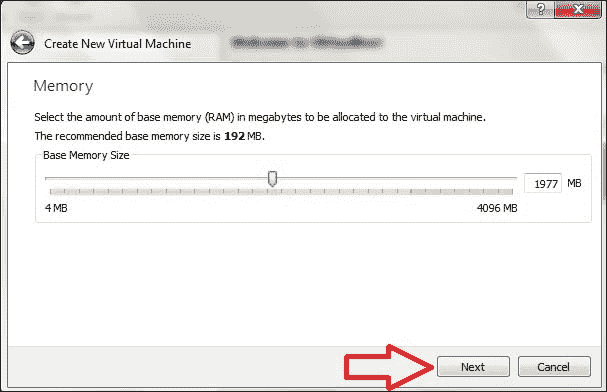 Create New Virtual Machine
Memory
Select the amount of base memory (RAM) in megabytes to be allocated to the virtual machine.
The recommended base memory size is 192 MB.
Base Memory Size
1977 MB
4 MB 4096 MB
Next Cancel